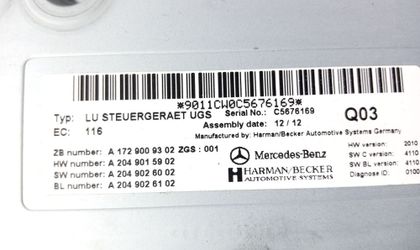 *9011CW0C5676169*
Typ: LU STEUERGERAET UGS Serial No.: C5676169 Q03
Assembly date: 12 / 12
EC: 116 Manufactured by: Harman/Becker Automotive Systems Germany
ZB number: A 172 900 93 02 ZGS : 001
HW number: A 204 901 59 02
SW number: A 204 902 60 02
BL number: A 204 902 61 02
Mercedes-Benz
HARMAN/BECKER
AUTOMOTIVE SYSTEMS
HW version: 2010
SW C version: 4110
SW BL version: 4110
Diagnose ID: 0100